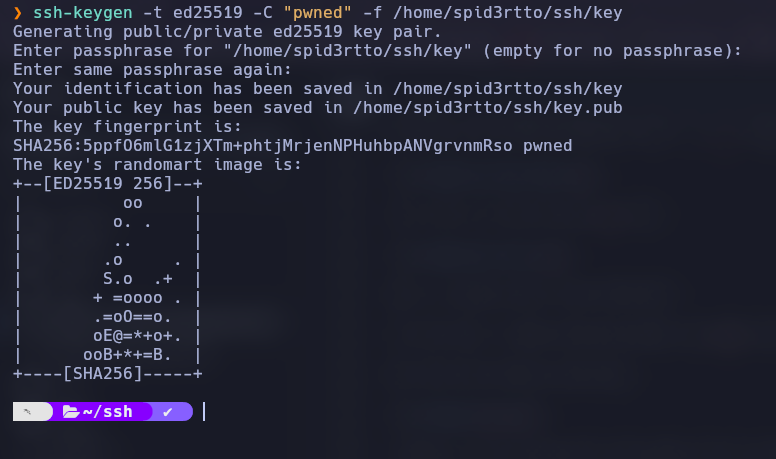 ❯ ssh-keygen -t ed25519 -C "pwned" -f /home/spid3rtto/ssh/key
Generating public/private ed25519 key pair.
Enter passphrase for "/home/spid3rtto/ssh/key" (empty for no passphrase):
Enter same passphrase again:
Your identification has been saved in /home/spid3rtto/ssh/key
Your public key has been saved in /home/spid3rtto/ssh/key.pub
The key fingerprint is:
SHA256:5ppfO6mlG1zjXTm+phtjMrjenNPHuhbpANVgrvnmRso pwned
The key's randomart image is:
+--[ED25519 256]--+
|          oo     |
|         o. .    |
|         ..      |
|        .o     . |
|        S.o  .+  |
|       + =oooo . |
|       .=oO==o.  |
|       oE@=*+o+. |
|      ooB+*+=B.  |
+----[SHA256]-----+
~/ssh ✔